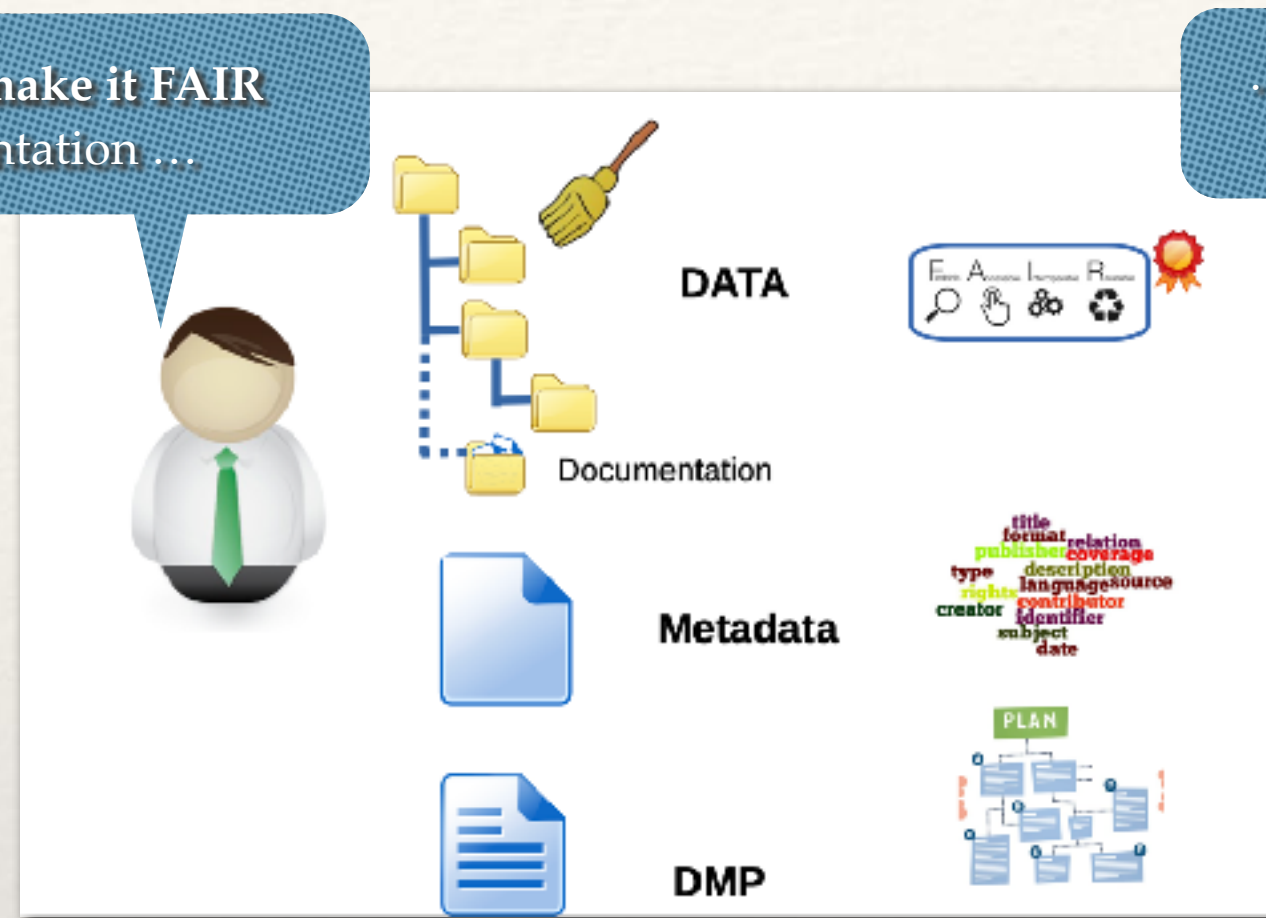 make it FAIR
ntation …
DATA
F A I R
Documentation
title
format relation
publisher coverage
type description
rights language source
creator contributor
identifier
subject
date
Metadata
PLAN
DMP